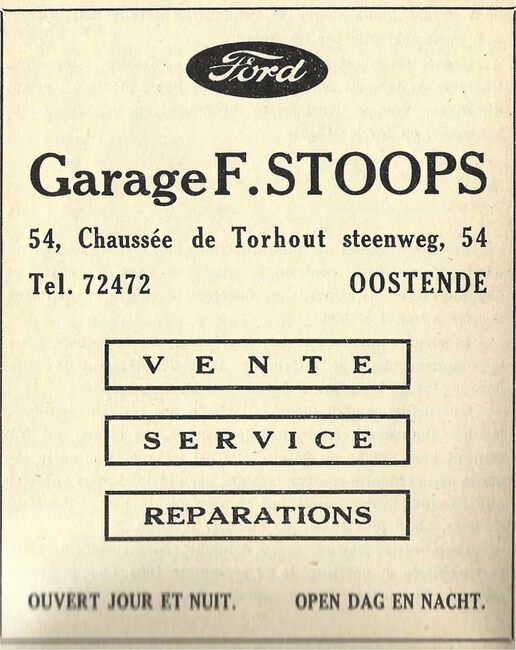 Ford
Garage F. STOOPS
54, Chaussée de Torhout steenweg, 54
Tel. 72472 OOSTENDE
VENTE
SERVICE
REPARATIONS
OUVERT JOUR ET NUIT. OPEN DAG EN NACHT.